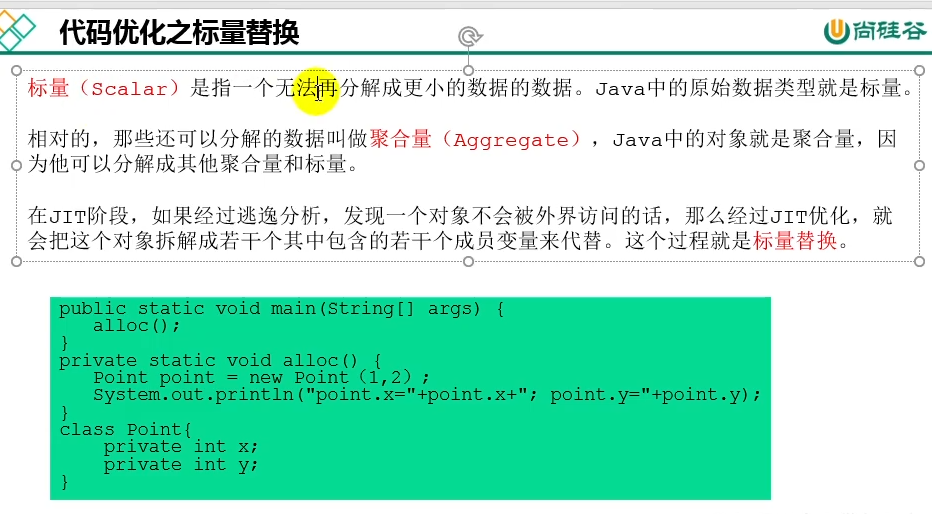 代码优化之标量替换
尚硅谷
标量（Scalar）是指一个无法再分解成更小的数据的数据。Java中的原始数据类型就是标量。
相对的，那些还可以分解的数据叫做聚合量（Aggregate），Java中的对象就是聚合量，因
为他可以分解成其他聚合量和标量。
在JIT阶段，如果经过逃逸分析，发现一个对象不会被外界访问的话，那么经过JIT优化，就
会把这个对象拆解成若干个其中包含的若干个成员变量来代替。这个过程就是标量替换。
public static void main(String[] args) {
alloc();
}
private static void alloc() {
Point point = new Point（1,2）;
System.out.println("point.x="+point.x+"; point.y="+point.y);
}
class Point{
private int x;
private int y;
}